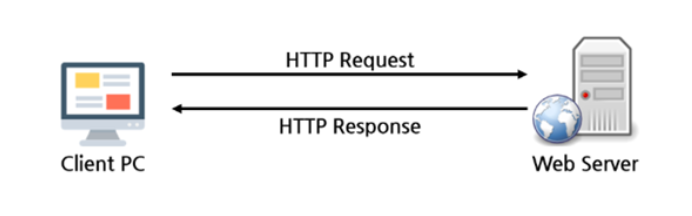 HTTP Request
HTTP Response
Client PC
Web Server